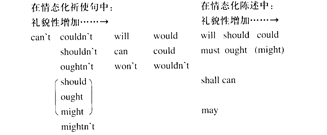 在情态化祈使句中： 在情态化陈述中：
礼貌性增加……→ 礼貌性增加……→
can't couldn't will would will should could
shouldn't can could must ought (might)
oughtn't won't wouldn't
should shall can
ought
might may
mightn't